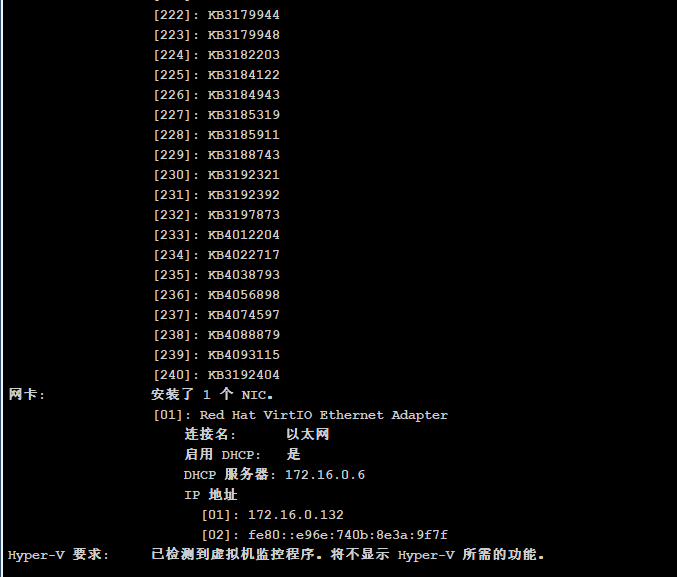 [222]: KB3179944
[223]: KB3179948
[224]: KB3182203
[225]: KB3184122
[226]: KB3184943
[227]: KB3185319
[228]: KB3185911
[229]: KB3188743
[230]: KB3192321
[231]: KB3192392
[232]: KB3197873
[233]: KB4012204
[234]: KB4022717
[235]: KB4038793
[236]: KB4056898
[237]: KB4074597
[238]: KB4088879
[239]: KB4093115
[240]: KB3192404
网卡: 安装了 1 个 NIC。
[01]: Red Hat VirtIO Ethernet Adapter
连接名: 以太网
启用 DHCP: 是
DHCP 服务器: 172.16.0.6
IP 地址
[01]: 172.16.0.132
[02]: fe80::e96e:740b:8e3a:9f7f
Hyper-V 要求: 已检测到虚拟机监控程序。将不显示 Hyper-V 所需的功能。